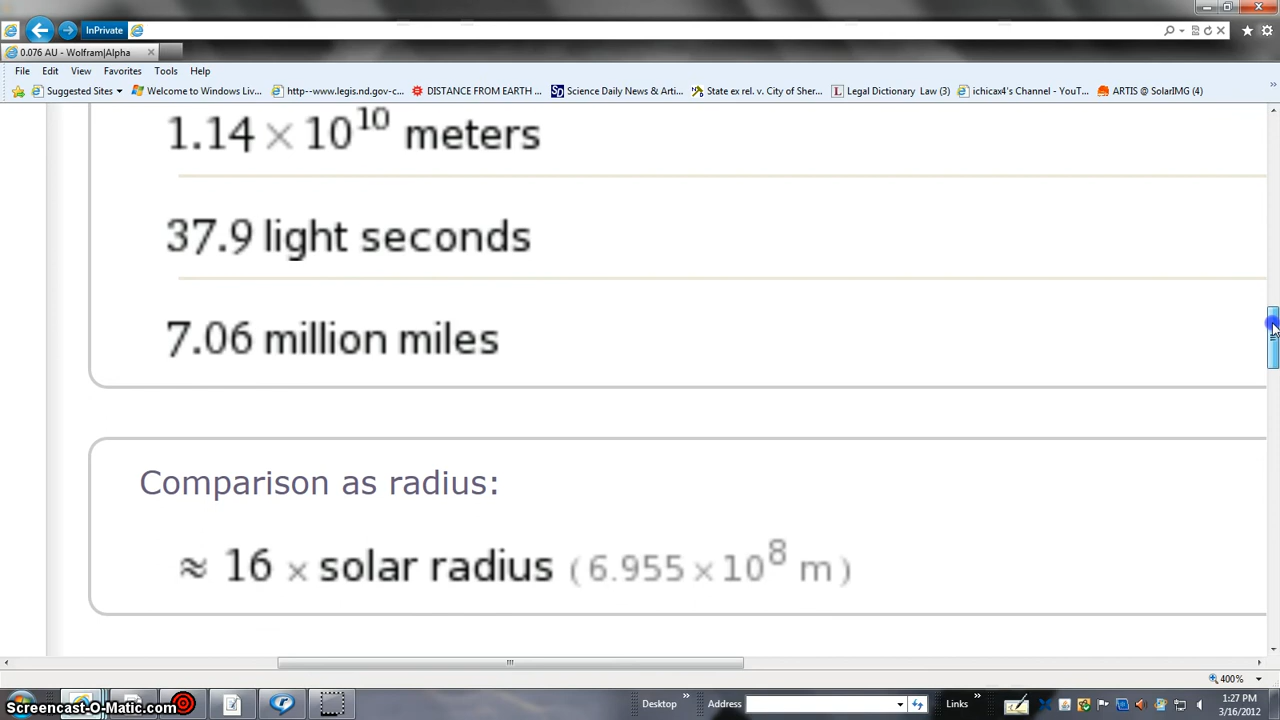 InPrivate
0.076 AU - Wolfram|Alpha
File Edit View Favorites Tools Help
Suggested Sites Welcome to Windows Liv... http--www.legis.nd.gov-c... DISTANCE FROM EARTH ... Sp Science Daily News & Arti... State ex rel. v. City of Sher... Legal Dictionary Law (3) ichicax4's Channel - YouT... ARTIS @ SolarIMG (4)
1.14 × 10^10 meters
37.9 light seconds
7.06 million miles
Comparison as radius:
≈ 16 × solar radius (6.955×10^8 m)
400%
Desktop » Address Links » 1:27 PM
3/16/2012
Screencast-O-Matic.com